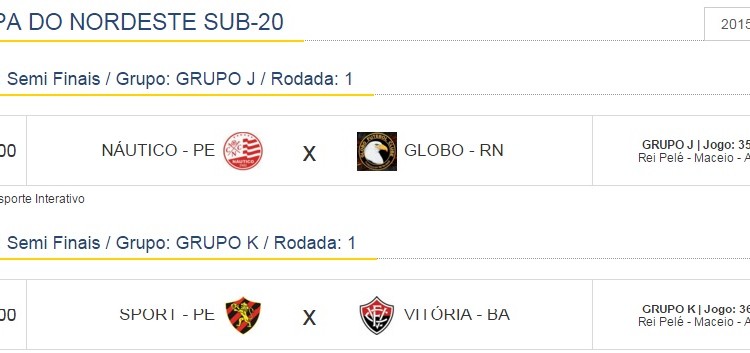 PA DO NORDESTE SUB-20
2015
Semi Finais / Grupo: GRUPO J / Rodada: 1
00
NÁUTICO - PE
x
GLOBO - RN
GRUPO J | Jogo: 35
Rei Pelé - Maceio - A
sporte Interativo
Semi Finais / Grupo: GRUPO K / Rodada: 1
00
SPORT - PE
x
VITÓRIA - BA
GRUPO K | Jogo: 36
Rei Pelé - Maceio - A